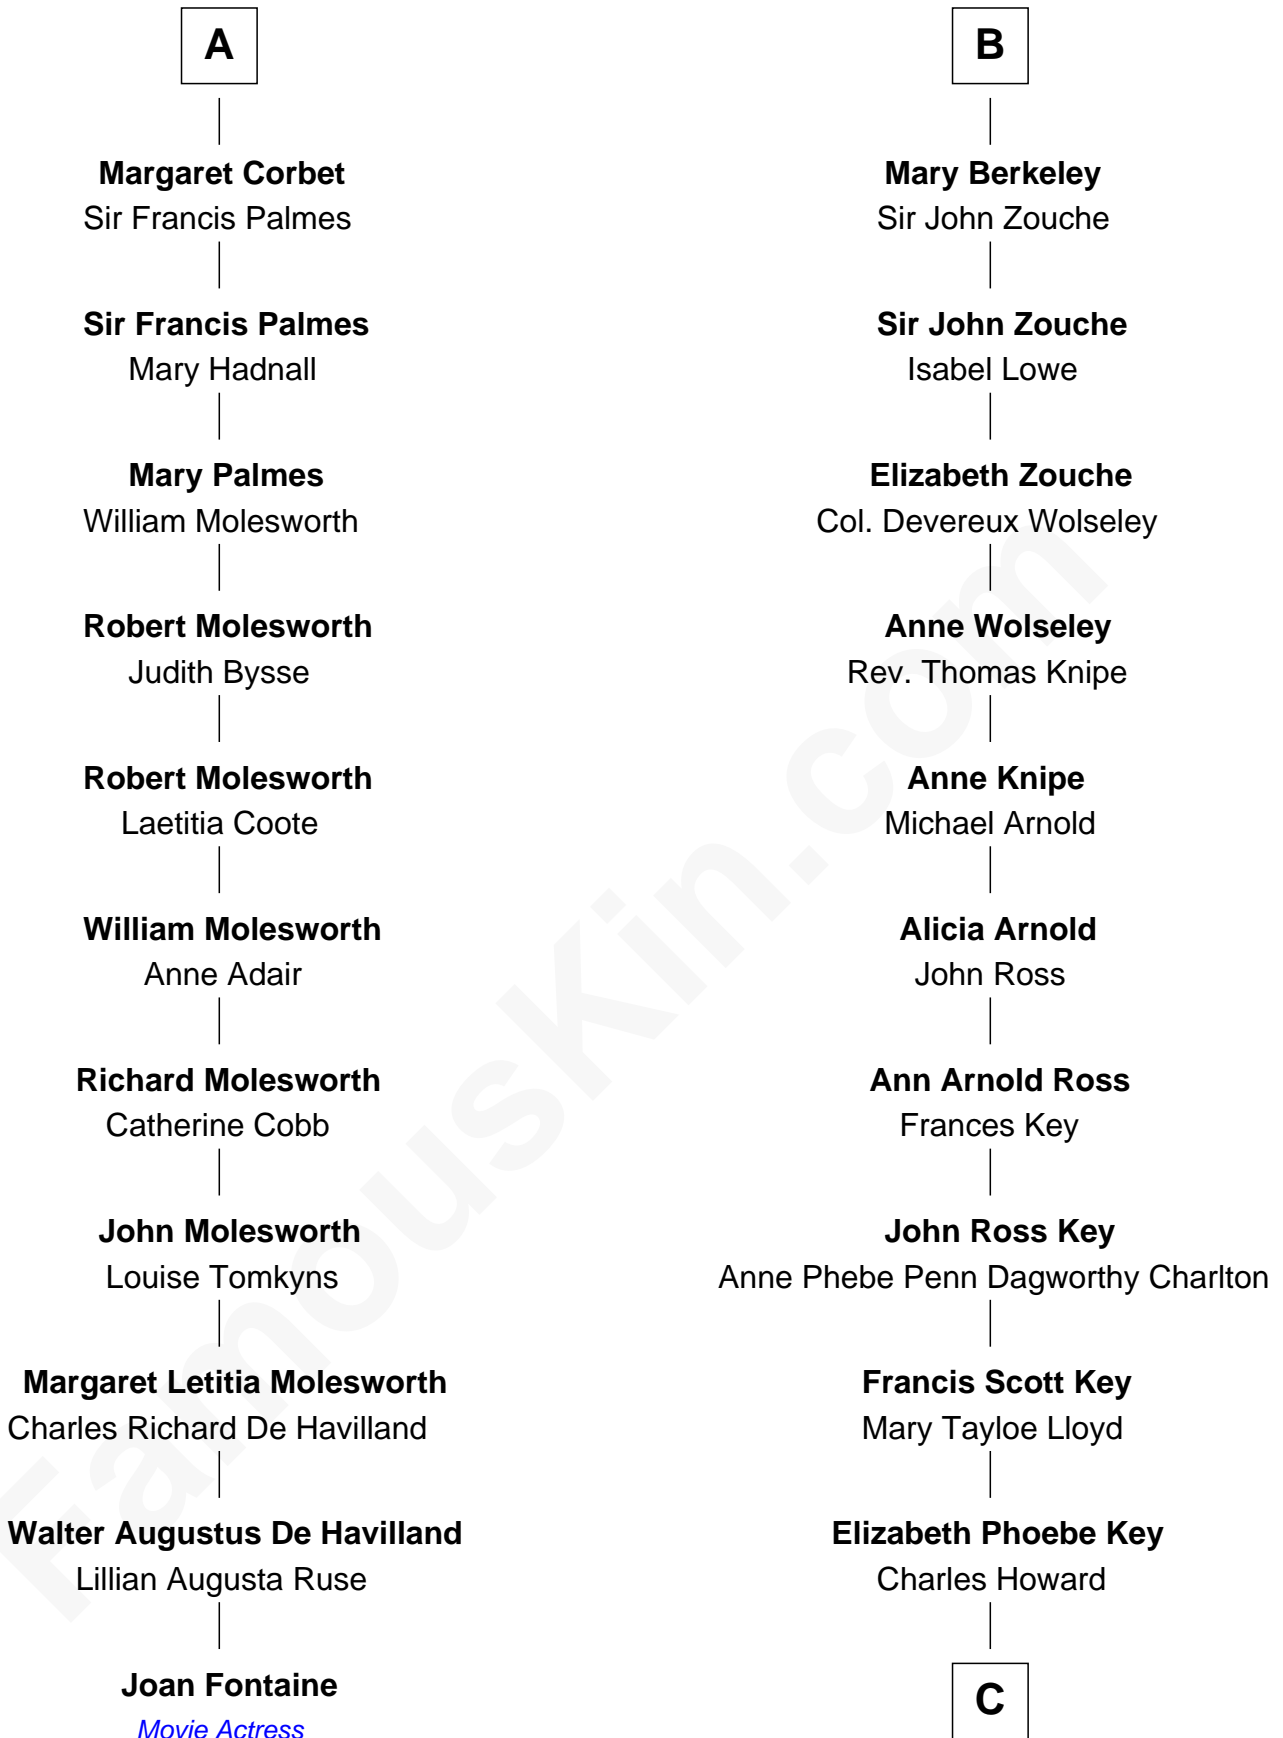 A
Margaret Corbet
Sir Francis Palmes
Sir Francis Palmes
Mary Hadnall
Mary Palmes
William Molesworth
Robert Molesworth
Judith Bysse
Robert Molesworth
Laetitia Coote
William Molesworth
Anne Adair
Richard Molesworth
Catherine Cobb
John Molesworth
Louise Tomkyns
Margaret Letitia Molesworth
Charles Richard De Havilland
Walter Augustus De Havilland
Lillian Augusta Ruse
Joan Fontaine
Movie Actress
B
Mary Berkeley
Sir John Zouche
Sir John Zouche
Isabel Lowe
Elizabeth Zouche
Col. Devereux Wolseley
Anne Wolseley
Rev. Thomas Knipe
Anne Knipe
Michael Arnold
Alicia Arnold
John Ross
Ann Arnold Ross
Frances Key
John Ross Key
Anne Phebe Penn Dagworthy Charlton
Francis Scott Key
Mary Tayloe Lloyd
Elizabeth Phoebe Key
Charles Howard
C
FamousKin.com